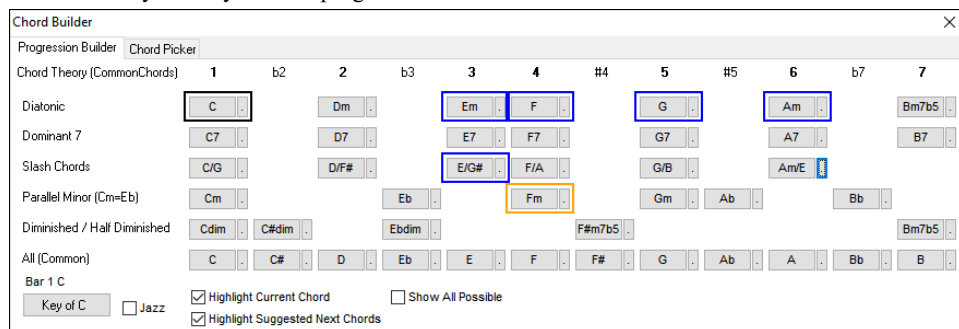 Chord Builder
Progression Builder Chord Picker
Chord Theory (CommonChords) 1 b2 2 b3 3 4 #4 5 #5 6 b7 7
Diatonic C . Dm . Em . F . G . Am . Bm7b5 .
Dominant 7 C7 . D7 . E7 . F7 . G7 . A7 . B7 .
Slash Chords C/G . D/F# . E/G# . F/A . G/B . Am/E .
Parallel Minor (Cm=Eb) Cm . Eb . Fm . Gm . Ab . Bb .
Diminished / Half Diminished Cdim . C#dim . Ebdim . F#m7b5 . Bm7b5 .
All (Common) C . C# . D . Eb . E . F . F# . G . Ab . A . Bb . B .
Bar 1 C
Key of C Jazz Highlight Current Chord Show All Possible
Highlight Suggested Next Chords